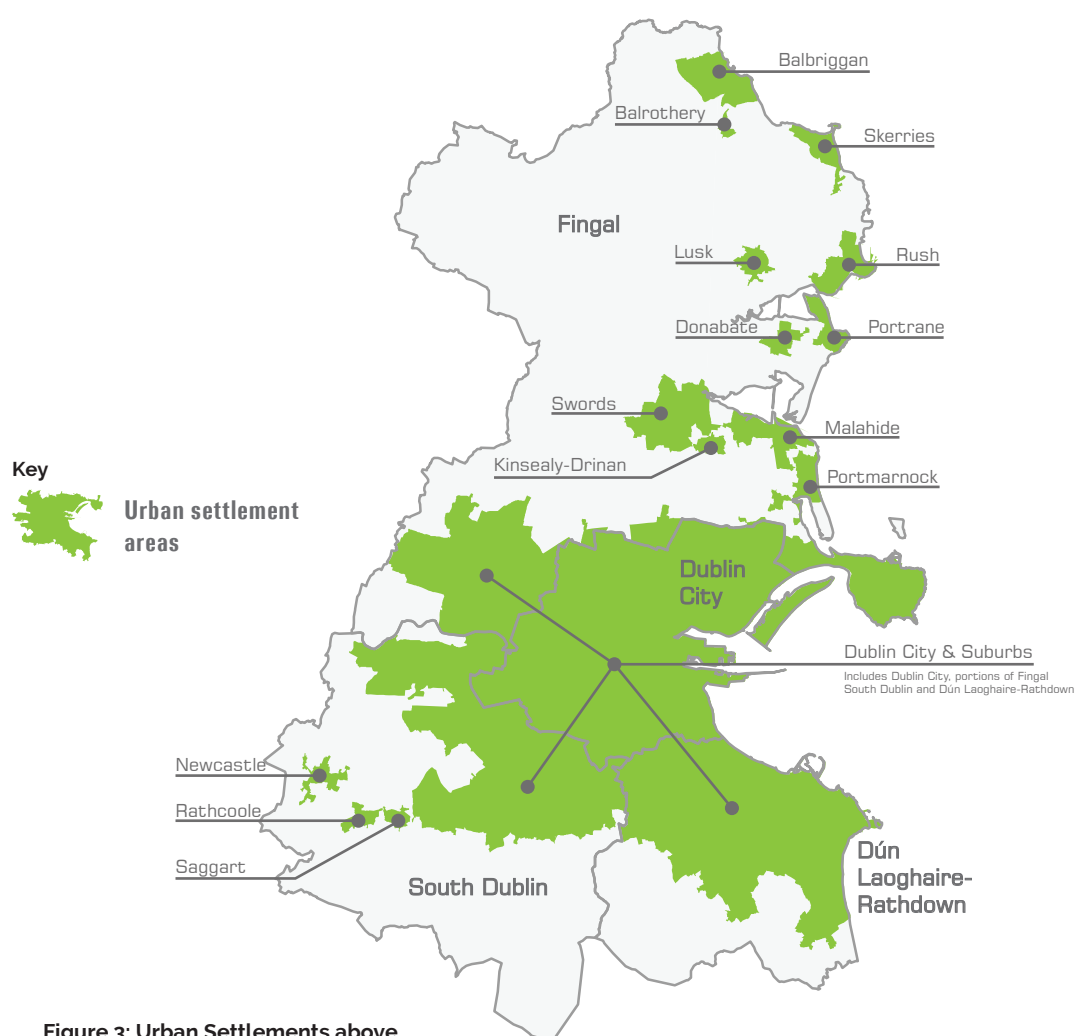 Balbriggan
Balrothery
Skerries
Fingal
Lusk
Rush
Donabate
Portrane
Swords
Malahide
Kinsealy-Drinan
Key
Portmarnock
Urban settlement
areas
Dublin
City
Dublin City & Suburbs
Includes Dublin City, portions of Fingal
South Dublin and Dún Laoghaire-Rathdown
Newcastle
Rathcoole
Saggart
South Dublin
Dún
Laoghaire-
Rathdown
Figure 3: Urban Settlements above